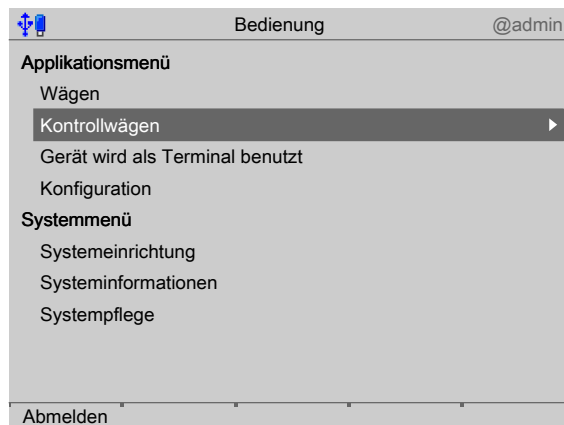 Bedienung @admin
Applikationsmenü
Wägen
Kontrollwägen
Gerät wird als Terminal benutzt
Konfiguration
Systemmenü
Systemeinrichtung
Systeminformationen
Systempflege
Abmelden